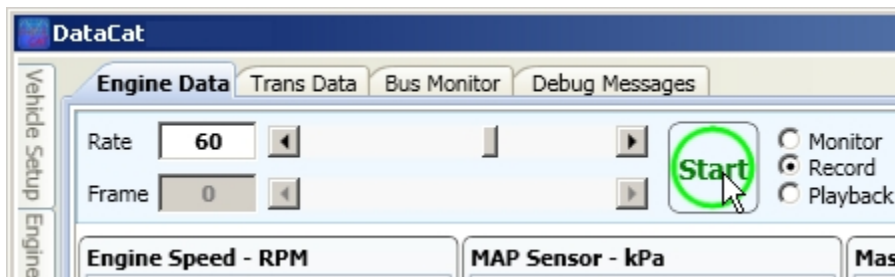 DataCat
Vehicle Setup
Engine
Engine Data Trans Data Bus Monitor Debug Messages
Rate 60
Start
Monitor
Record
Playback
Frame 0
Engine Speed - RPM MAP Sensor - kPa